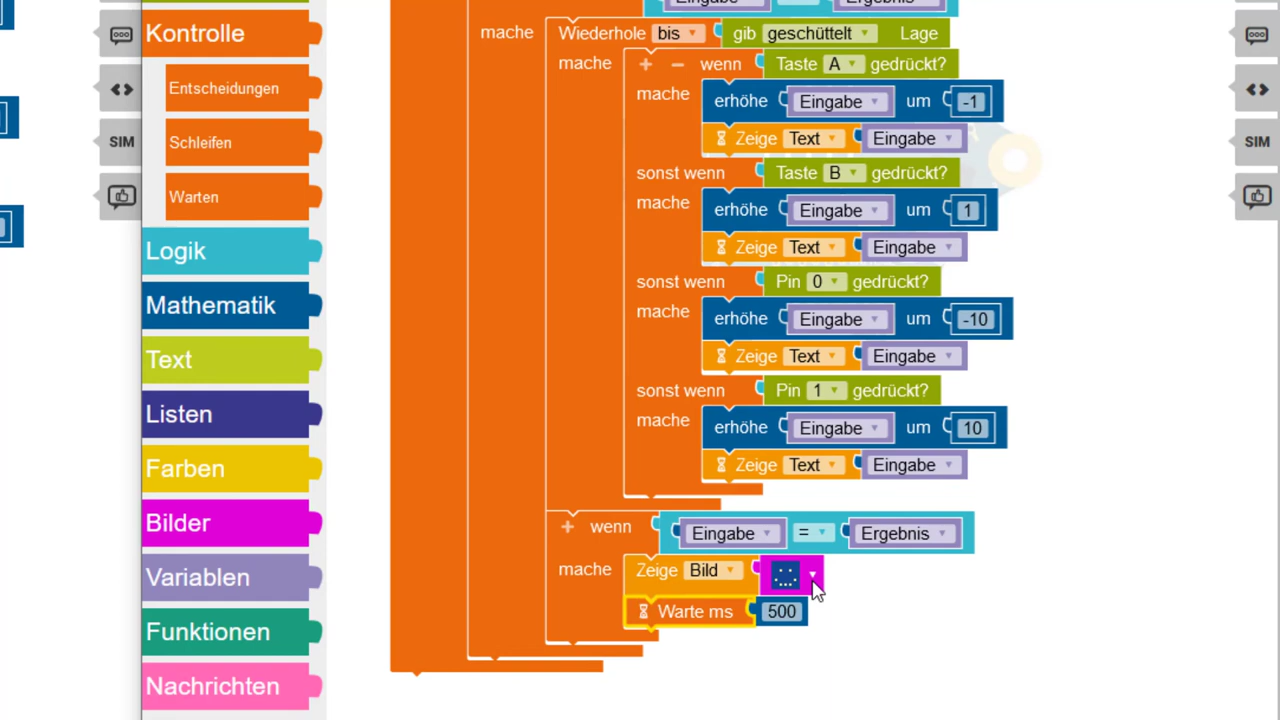 Eingabe Ergebnis
Kontrolle
Entscheidungen
Schleifen
Warten
Logik
Mathematik
Text
Listen
Farben
Bilder
Variablen
Funktionen
Nachrichten
SIM
mache Wiederhole bis gib geschüttelt Lage
mache + − wenn Taste A gedrückt?
mache erhöhe Eingabe um -1
Zeige Text Eingabe
sonst wenn Taste B gedrückt?
mache erhöhe Eingabe um 1
Zeige Text Eingabe
sonst wenn Pin 0 gedrückt?
mache erhöhe Eingabe um -10
Zeige Text Eingabe
sonst wenn Pin 1 gedrückt?
mache erhöhe Eingabe um 10
Zeige Text Eingabe
+ wenn Eingabe = Ergebnis
mache Zeige Bild
Warte ms 500
SIM